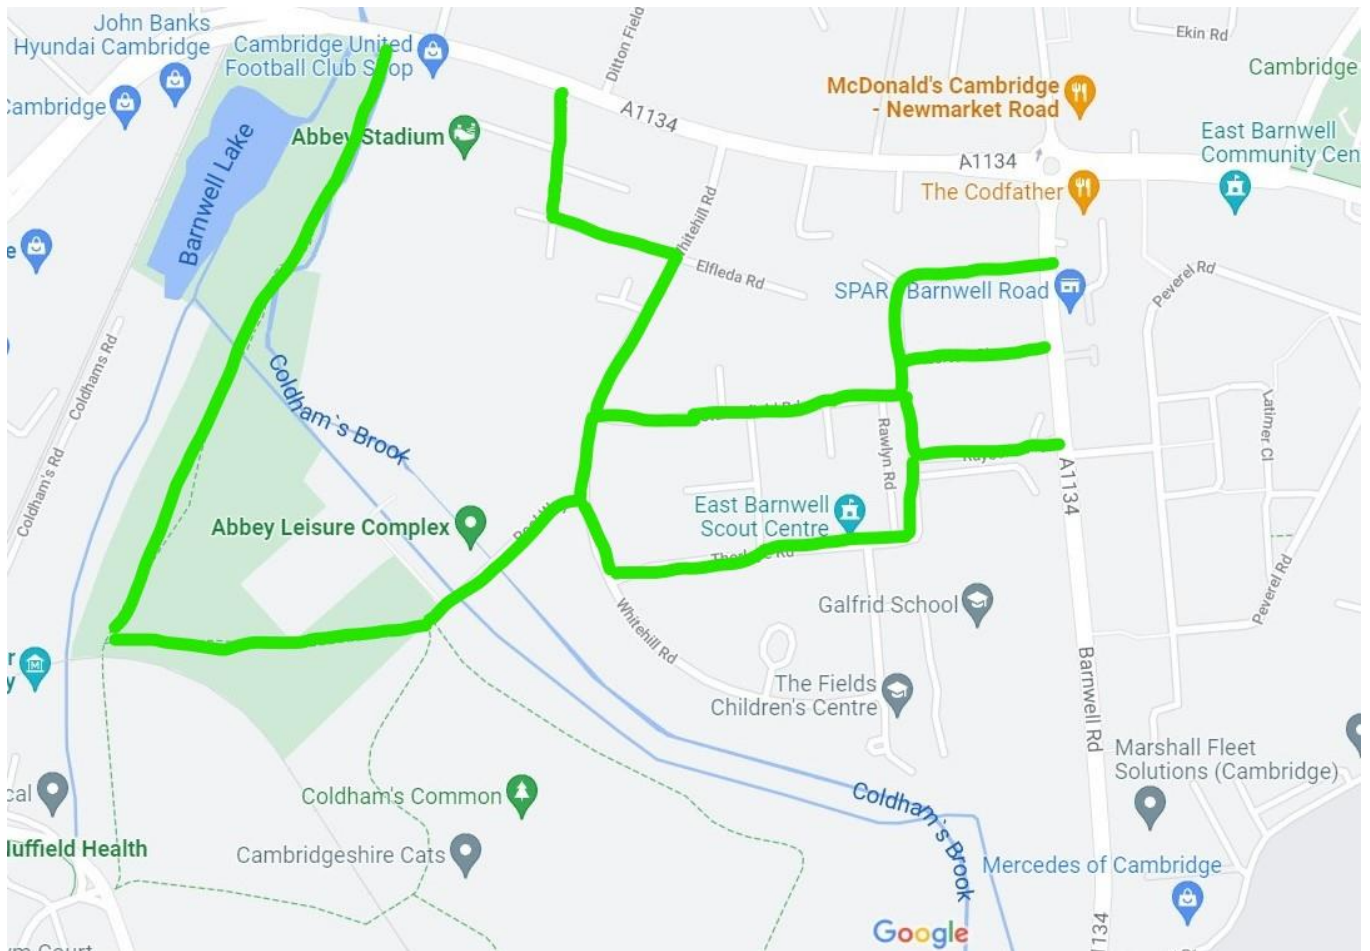 John Banks
Hyundai Cambridge
Cambridge United
Football Club Shop
Ditton Field
Ekin Rd
Cambridge
McDonald's Cambridge
- Newmarket Road
Cambridge
A1134
Abbey Stadium
East Barnwell
Community Cen
A1134
The Codfather
Barnwell Lake
Whitehill Rd
Elfleda Rd
SPAR
Barnwell Road
Peverel Rd
Coldhams Rd
Coldham`s Brook
Rawlyn Rd
Latimer Cl
Coldham's Rd
A1134
Abbey Leisure Complex
East Barnwell
Scout Centre
Peverel Rd
Galfrid School
Whitehill Rd
The Fields
Children's Centre
Barnwell Rd
Marshall Fleet
Solutions (Cambridge)
Coldham's Common
Coldham`s Brook
cal
uffield Health
Cambridgeshire Cats
Mercedes of Cambridge
Google
1134